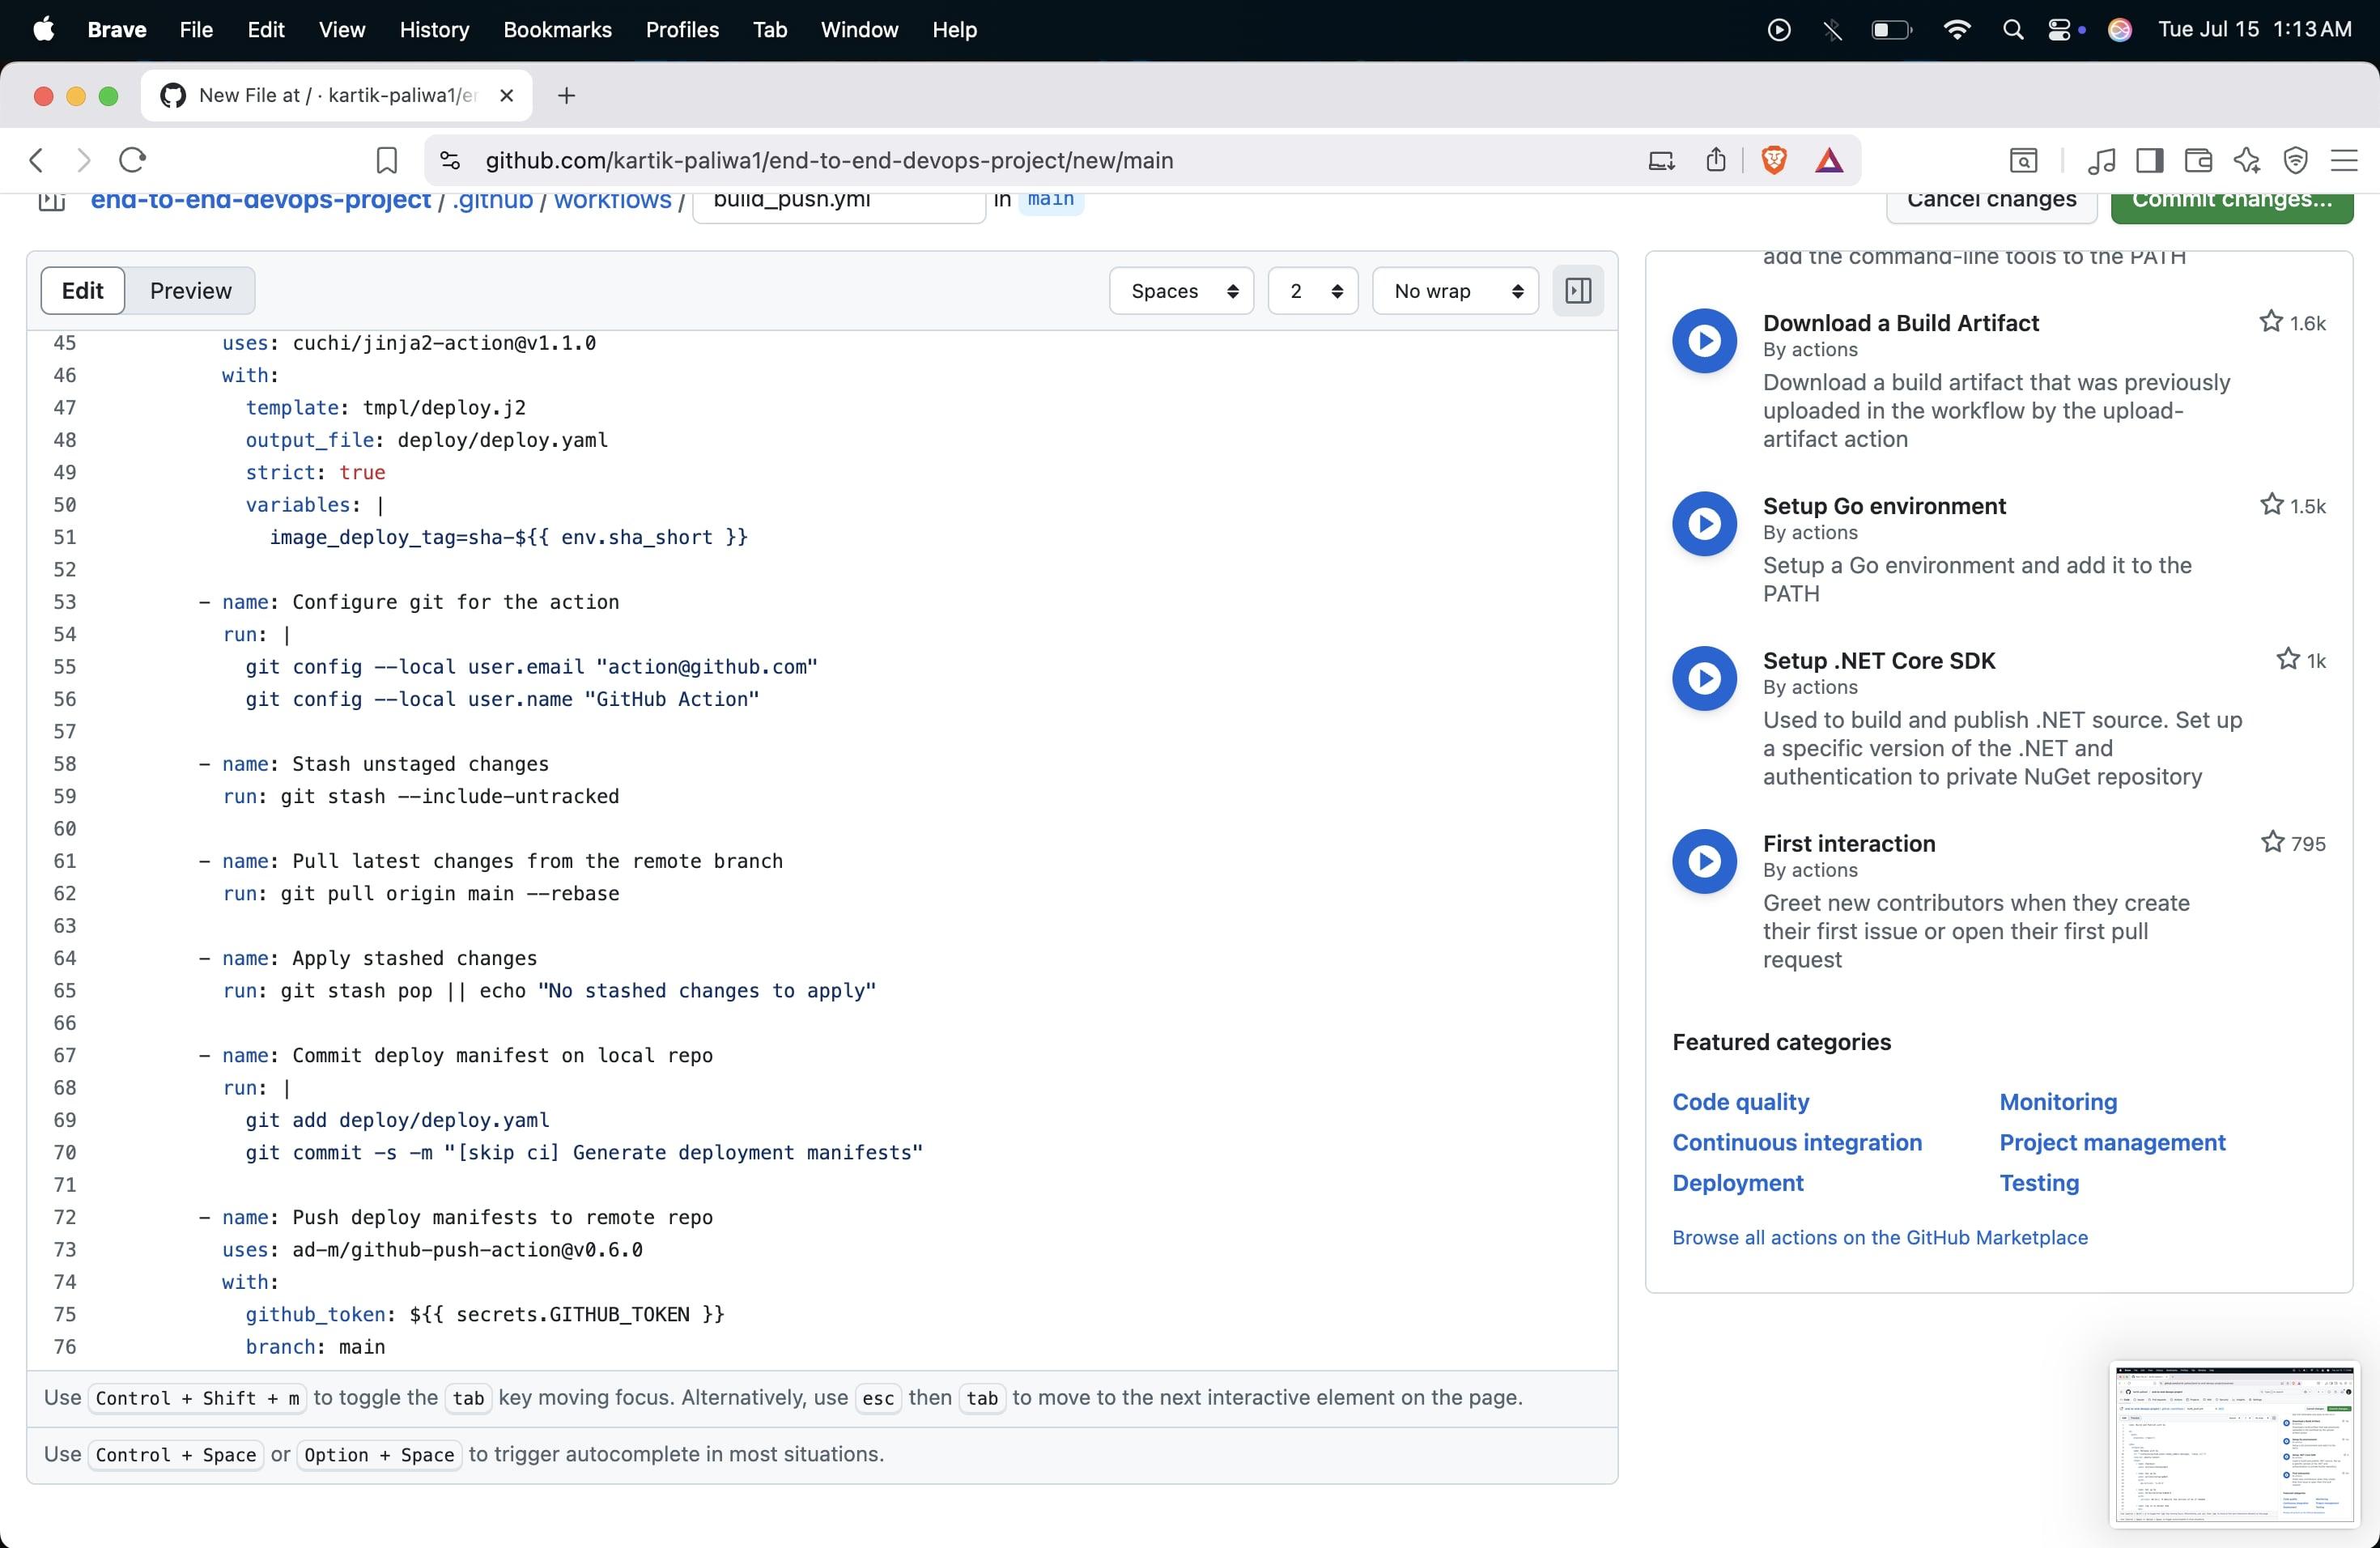 Brave File Edit View History Bookmarks Profiles Tab Window Help Tue Jul 15 1:13 AM
New File at / · kartik-paliwa1/e
github.com/kartik-paliwa1/end-to-end-devops-project/new/main
end-to-end-devops-project / .github / workflows / build_push.yml in main Cancel changes Commit changes...
Edit Preview Spaces 2 No wrap
45 uses: cuchi/jinja2-action@v1.1.0
46 with:
47 template: tmpl/deploy.j2
48 output_file: deploy/deploy.yaml
49 strict: true
50 variables: |
51 image_deploy_tag=sha-${{ env.sha_short }}
52
53 - name: Configure git for the action
54 run: |
55 git config --local user.email "action@github.com"
56 git config --local user.name "GitHub Action"
57
58 - name: Stash unstaged changes
59 run: git stash --include-untracked
60
61 - name: Pull latest changes from the remote branch
62 run: git pull origin main --rebase
63
64 - name: Apply stashed changes
65 run: git stash pop || echo "No stashed changes to apply"
66
67 - name: Commit deploy manifest on local repo
68 run: |
69 git add deploy/deploy.yaml
70 git commit -s -m "[skip ci] Generate deployment manifests"
71
72 - name: Push deploy manifests to remote repo
73 uses: ad-m/github-push-action@v0.6.0
74 with:
75 github_token: ${{ secrets.GITHUB_TOKEN }}
76 branch: main
Use Control + Shift + m to toggle the tab key moving focus. Alternatively, use esc then tab to move to the next interactive element on the page.
Use Control + Space or Option + Space to trigger autocomplete in most situations.
add the command-line tools to the PATH
Download a Build Artifact 1.6k
By actions
Download a build artifact that was previously
uploaded in the workflow by the upload-
artifact action
Setup Go environment 1.5k
By actions
Setup a Go environment and add it to the
PATH
Setup .NET Core SDK 1k
By actions
Used to build and publish .NET source. Set up
a specific version of the .NET and
authentication to private NuGet repository
First interaction 795
By actions
Greet new contributors when they create
their first issue or open their first pull
request
Featured categories
Code quality Monitoring
Continuous integration Project management
Deployment Testing
Browse all actions on the GitHub Marketplace